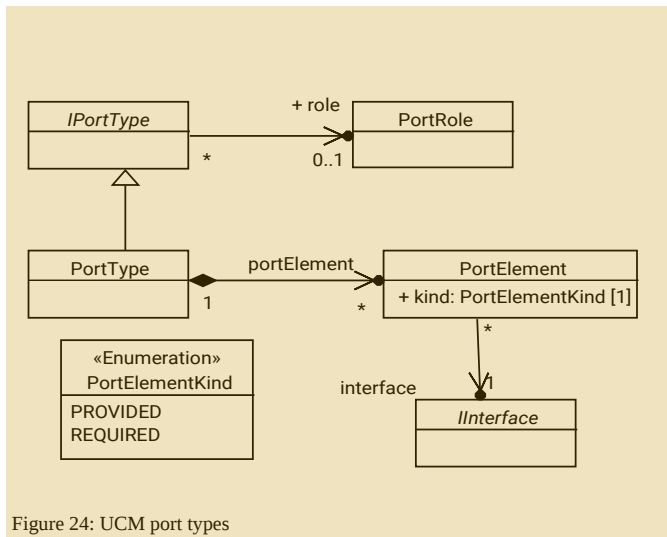 + role
IPortType
PortRole
*
0..1
PortType
portElement
PortElement
+ kind: PortElementKind [1]
1
*
*
«Enumeration»
PortElementKind
PROVIDED
REQUIRED
interface
1
IInterface
Figure 24: UCM port types